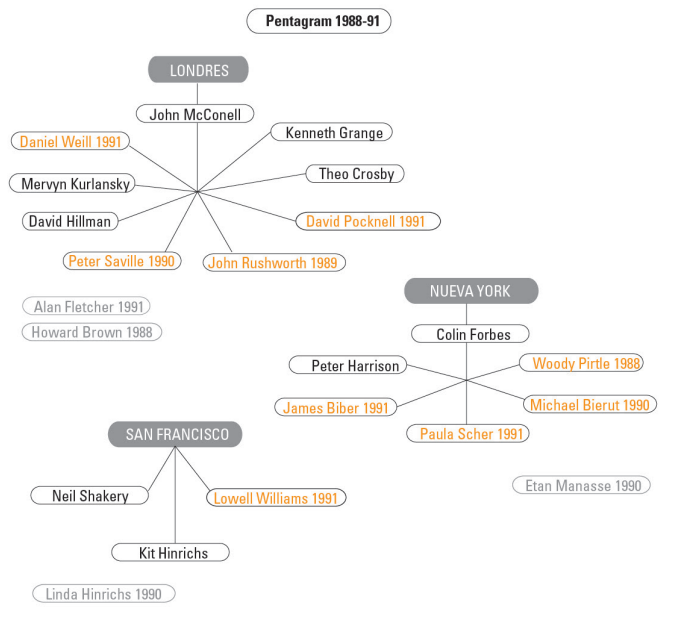 Pentagram 1988-91
LONDRES
John McConell
Kenneth Grange
Daniel Weill 1991
Theo Crosby
Mervyn Kurlansky
David Hillman
David Pocknell 1991
Peter Saville 1990
John Rushworth 1989
Alan Fletcher 1991
Howard Brown 1988
NUEVA YORK
Colin Forbes
Peter Harrison
Woody Pirtle 1988
James Biber 1991
Michael Bierut 1990
Paula Scher 1991
Etan Manasse 1990
SAN FRANCISCO
Neil Shakery
Lowell Williams 1991
Kit Hinrichs
Linda Hinrichs 1990